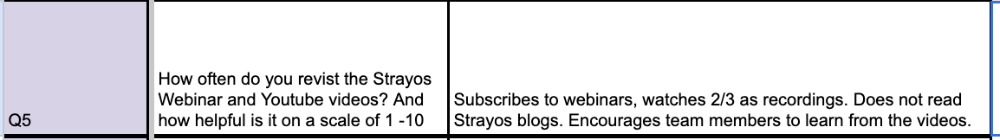 Q5
How often do you revist the Strayos
Webinar and Youtube videos? And
how helpful is it on a scale of 1 -10
Subscribes to webinars, watches 2/3 as recordings. Does not read
Strayos blogs. Encourages team members to learn from the videos.